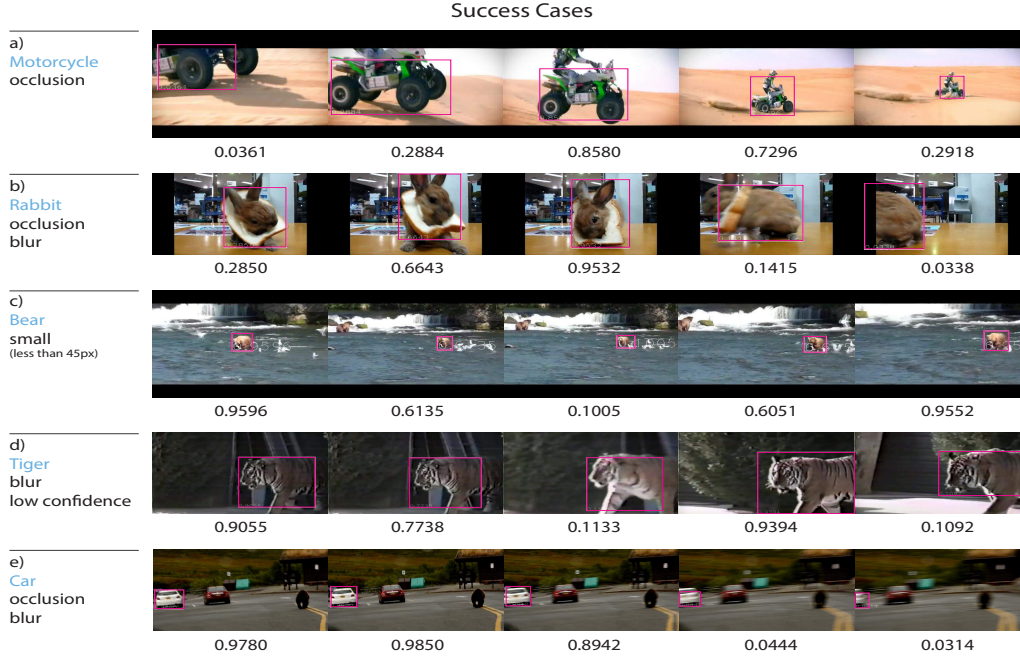 Success Cases
a)
Motorcycle
occlusion
0.0361 0.2884 0.8580 0.7296 0.2918
b)
Rabbit
occlusion
blur
0.2850 0.6643 0.9532 0.1415 0.0338
c)
Bear
small
(less than 45px)
0.9596 0.6135 0.1005 0.6051 0.9552
d)
Tiger
blur
low confidence
0.9055 0.7738 0.1133 0.9394 0.1092
e)
Car
occlusion
blur
0.9780 0.9850 0.8942 0.0444 0.0314